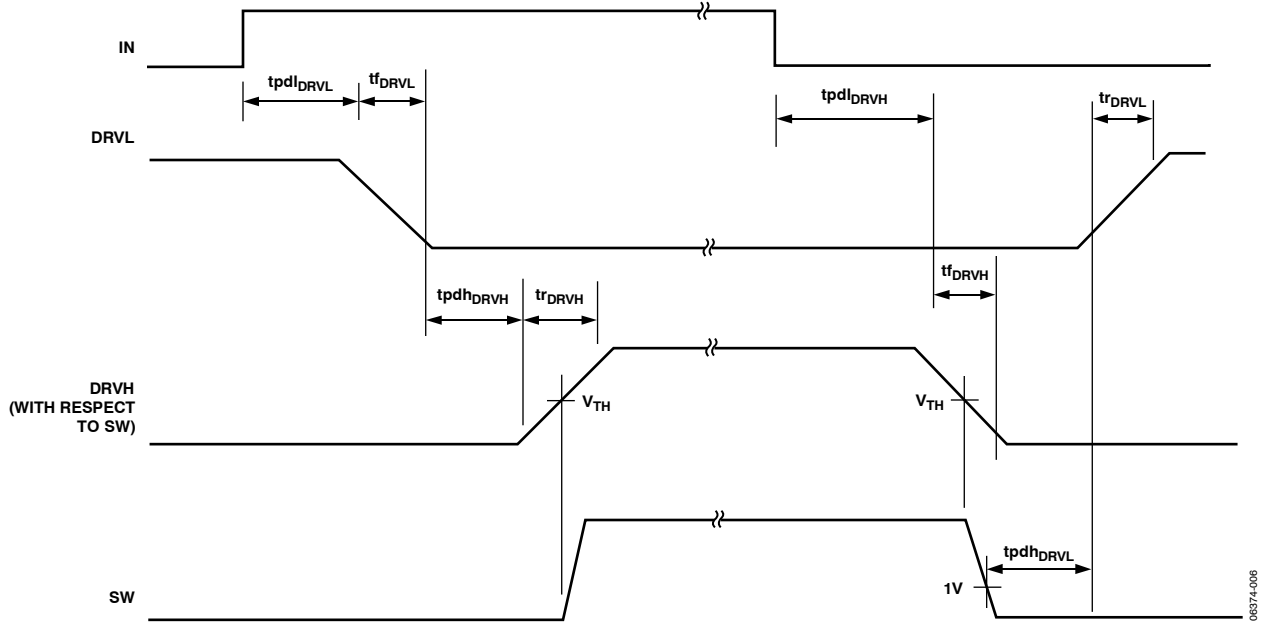 IN
tpdlDRVL
tfDRVL
tpdlDRVH
trDRVL
DRVL
tpdhDRVH
trDRVH
tfDRVH
DRVH
(WITH RESPECT
TO SW)
VTH
VTH
tpdhDRVL
1V
SW
06374-006